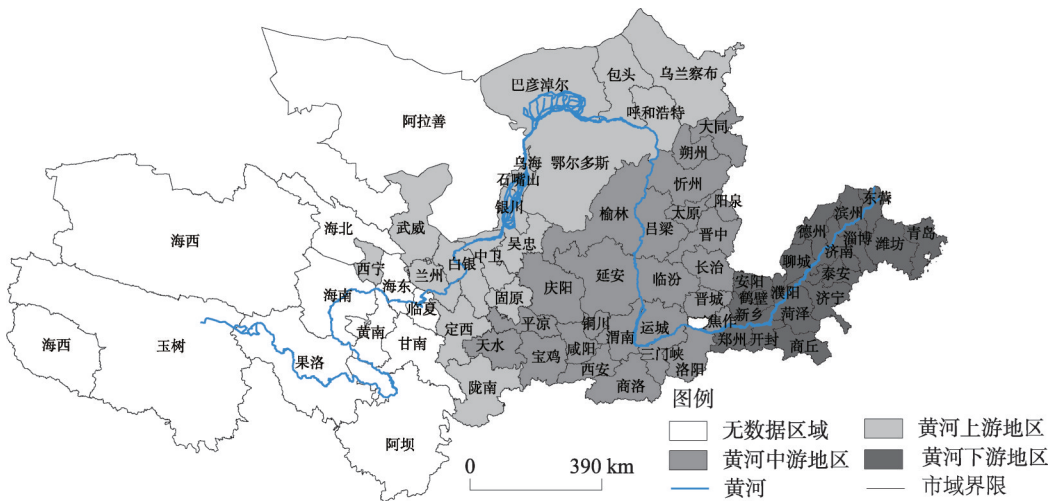 包头
乌兰察布
巴彦淖尔
呼和浩特
阿拉善
大同
乌海
鄂尔多斯
朔州
石嘴山
忻州
银川
阳泉
东营
榆林
太原
滨州
武威
吕梁
德州
青岛
海北
晋中
淄博
海西
吴忠
济南
潍坊
中卫
白银
聊城
西宁
兰州
延安
临汾
长治
泰安
海东
安阳
庆阳
海南
固原
鹤壁
濮阳
济宁
临夏
晋城
焦作
新乡
菏泽
黄南
定西
平凉
铜川
运城
海西
玉树
甘南
天水
渭南
郑州
开封
商丘
果洛
宝鸡
咸阳
三门峡
洛阳
西安
陇南
商洛
阿坝
图例
无数据区域
黄河上游地区
黄河中游地区
黄河下游地区
黄河
市域界限
0
390 km